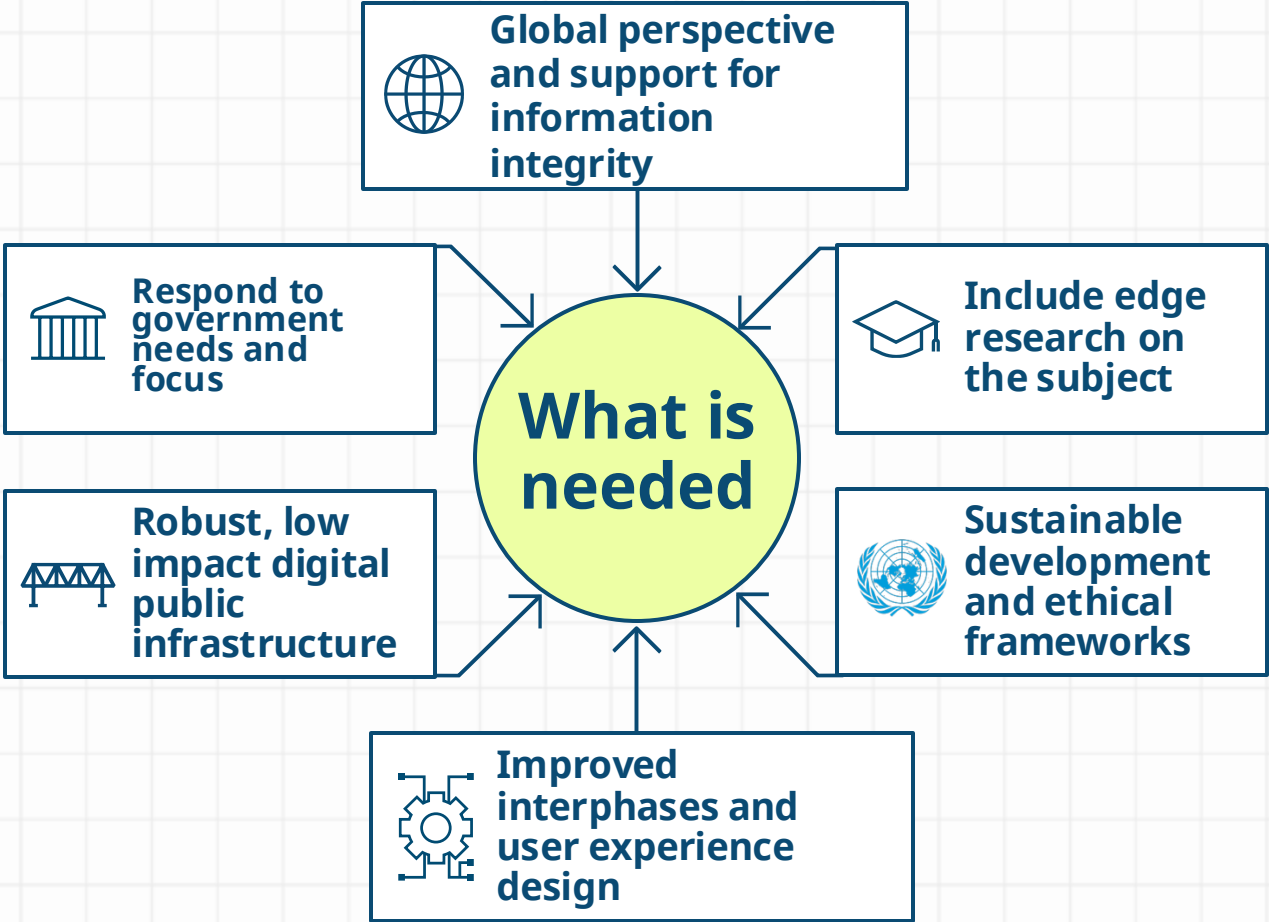 Global perspective
and support for
information
integrity
Respond to
government
needs and
focus
Include edge
research on
the subject
What is
needed
Robust, low
impact digital
public
infrastructure
Sustainable
development
and ethical
frameworks
Improved
interphases and
user experience
design